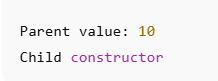 Parent value: 10
Child constructor